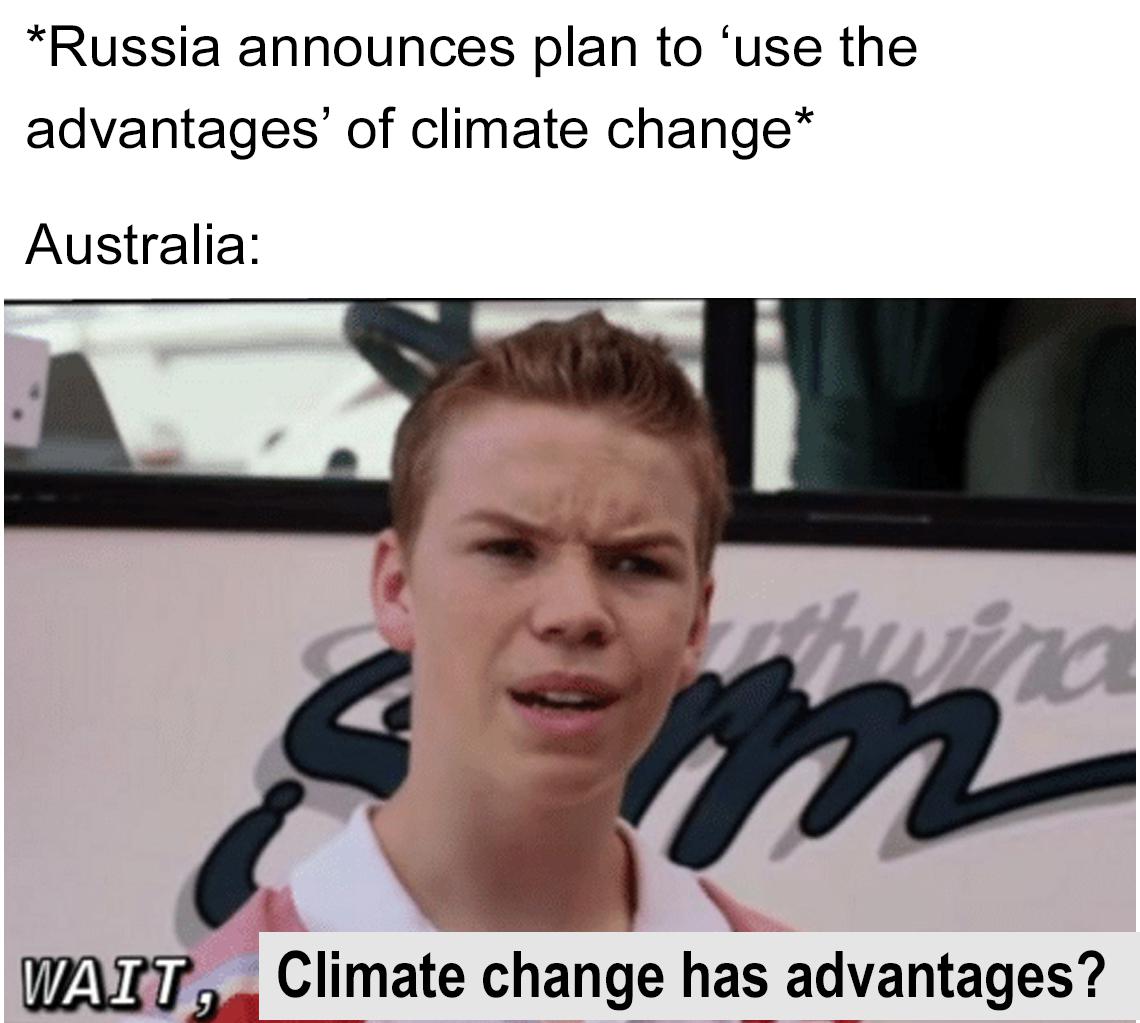 *Russia announces plan to ‘use the
advantages’ of climate change*
Australia:
WAIT, Climate change has advantages?